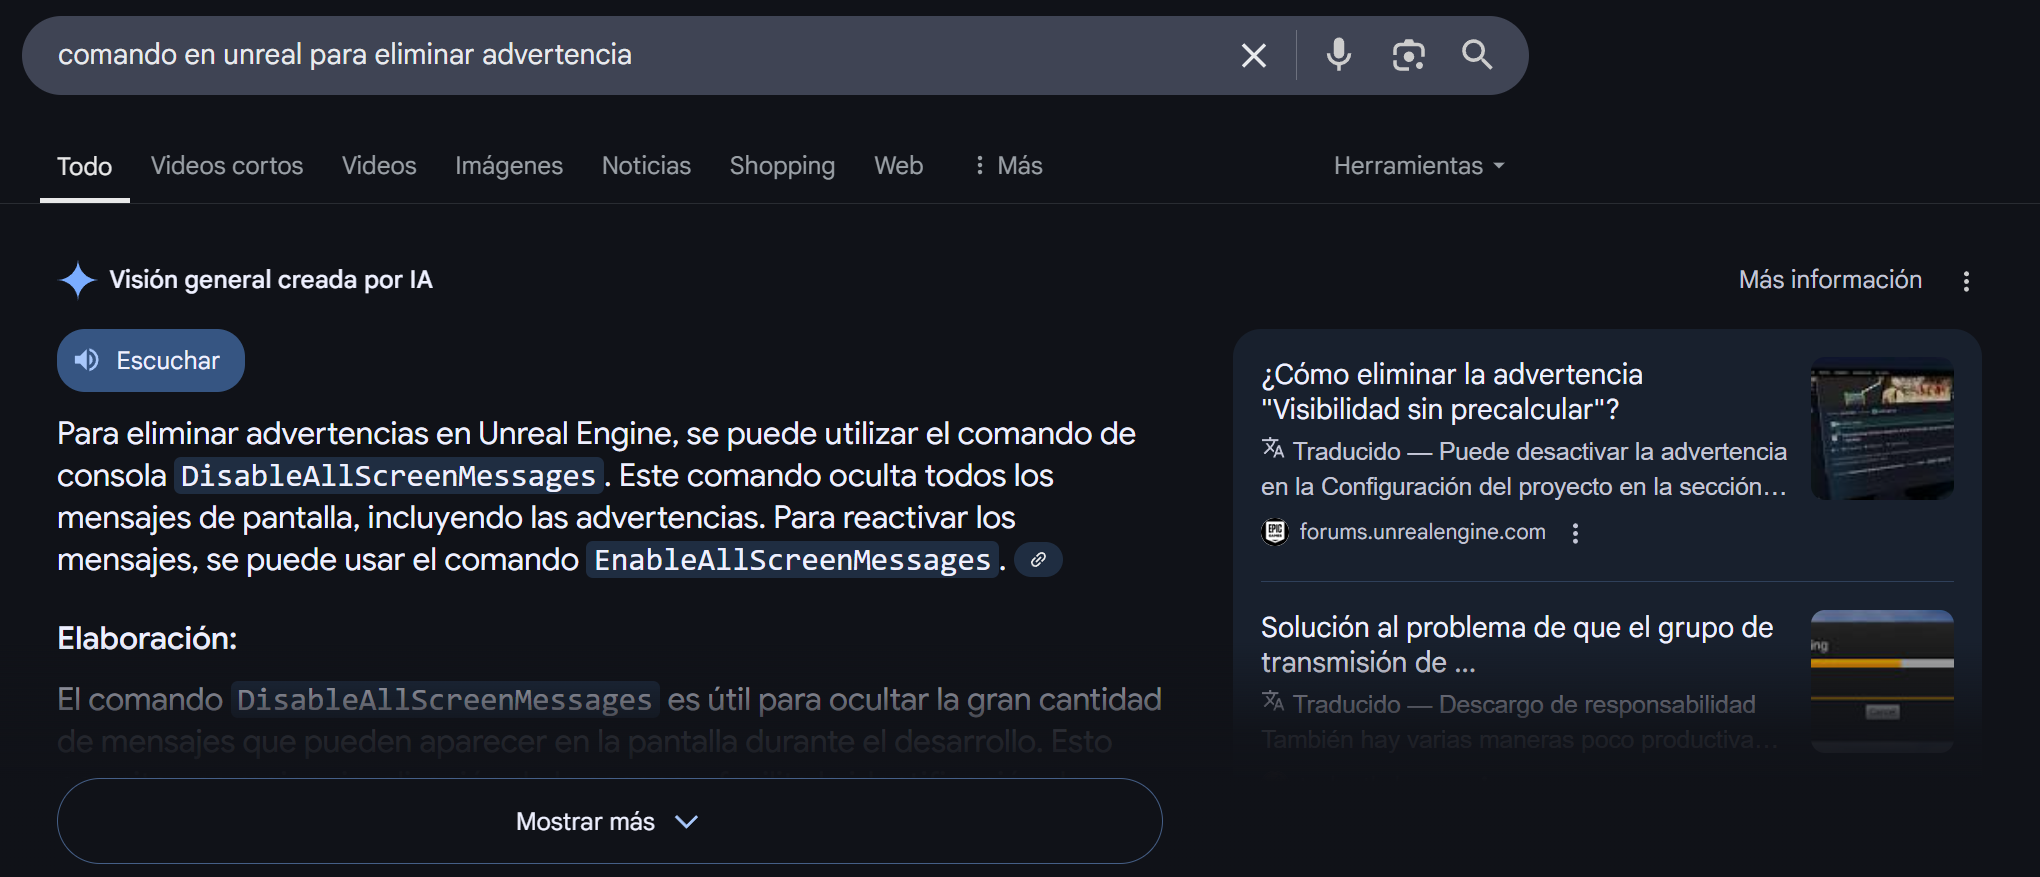 comando en unreal para eliminar advertencia
Todo
Videos cortos
Videos
Imágenes
Noticias
Shopping
Web
Más
Herramientas
Visión general creada por IA
Más información
Escuchar
Para eliminar advertencias en Unreal Engine, se puede utilizar el comando de
consola DisableAllScreenMessages. Este comando oculta todos los
mensajes de pantalla, incluyendo las advertencias. Para reactivar los
mensajes, se puede usar el comando EnableAllScreenMessages.
Elaboración:
El comando DisableAllScreenMessages es útil para ocultar la gran cantidad
de mensajes que pueden aparecer en la pantalla durante el desarrollo. Esto
Mostrar más
¿Cómo eliminar la advertencia
"Visibilidad sin precalcular"?
Traducido — Puede desactivar la advertencia
en la Configuración del proyecto en la sección...
forums.unrealengine.com
Solución al problema de que el grupo de
transmisión de ...
Traducido — Descargo de responsabilidad
También hay varias maneras poco productiva...